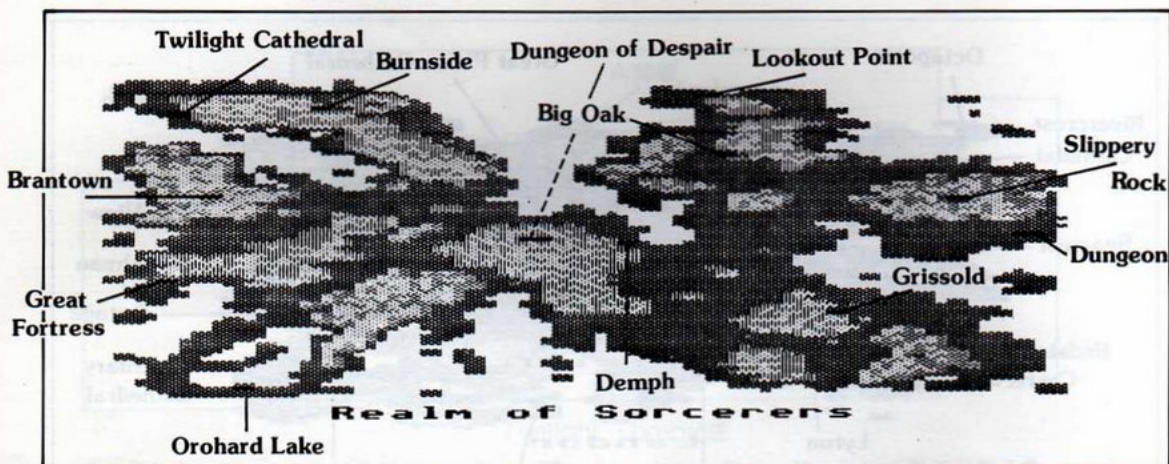 Twilight Cathedral
Burnside
Dungeon of Despair
Lookout Point
Big Oak
Slippery
Rock
Brantown
Dungeon
Grissold
Great
Fortress
Demph
Realm of Sorcerers
Orohard Lake